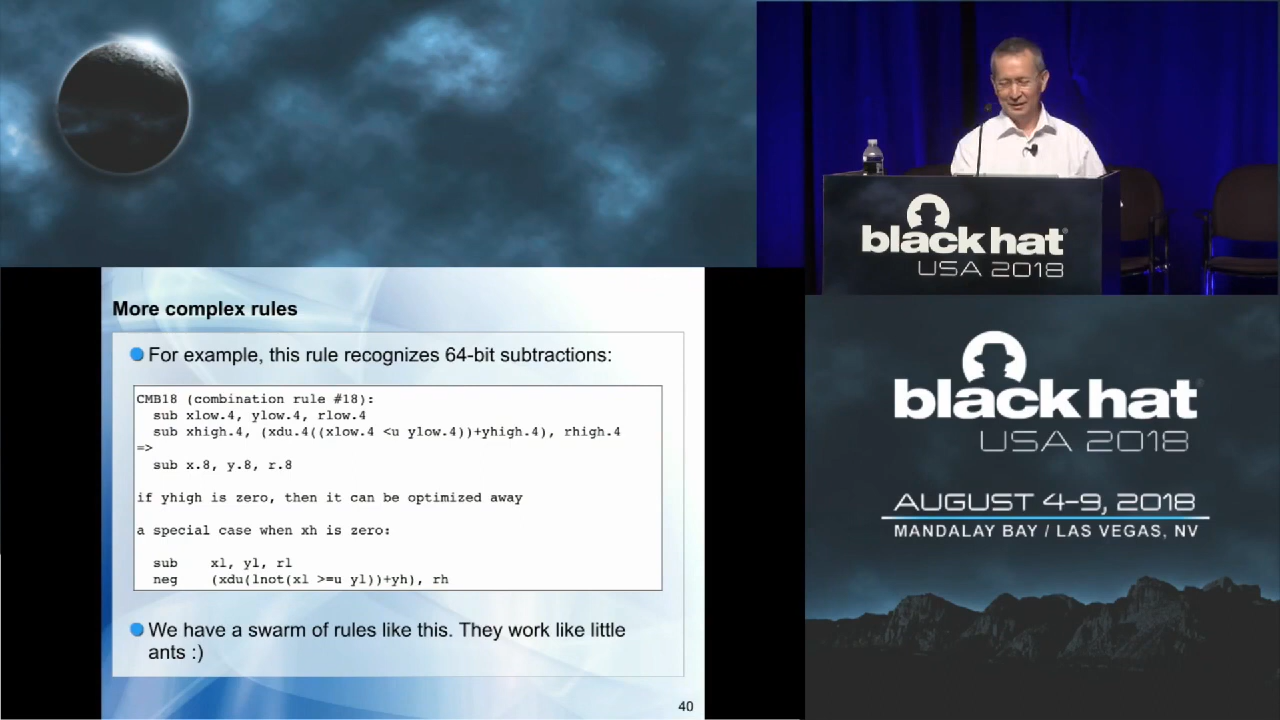 black hat
USA 2018
More complex rules
For example, this rule recognizes 64-bit subtractions:
CMB18 (combination rule #18):
sub xlow.4, ylow.4, rlow.4
sub xhigh.4, (xdu.4((xlow.4 <u ylow.4))+yhigh.4), rhigh.4
=>
sub x.8, y.8, r.8
if yhigh is zero, then it can be optimized away
a special case when xh is zero:
sub xl, yl, rl
neg (xdu(lnot(xl >=u yl))+yh), rh
We have a swarm of rules like this. They work like little
ants :)
40
black hat
USA 2018
AUGUST 4-9, 2018
MANDALAY BAY / LAS VEGAS, NV